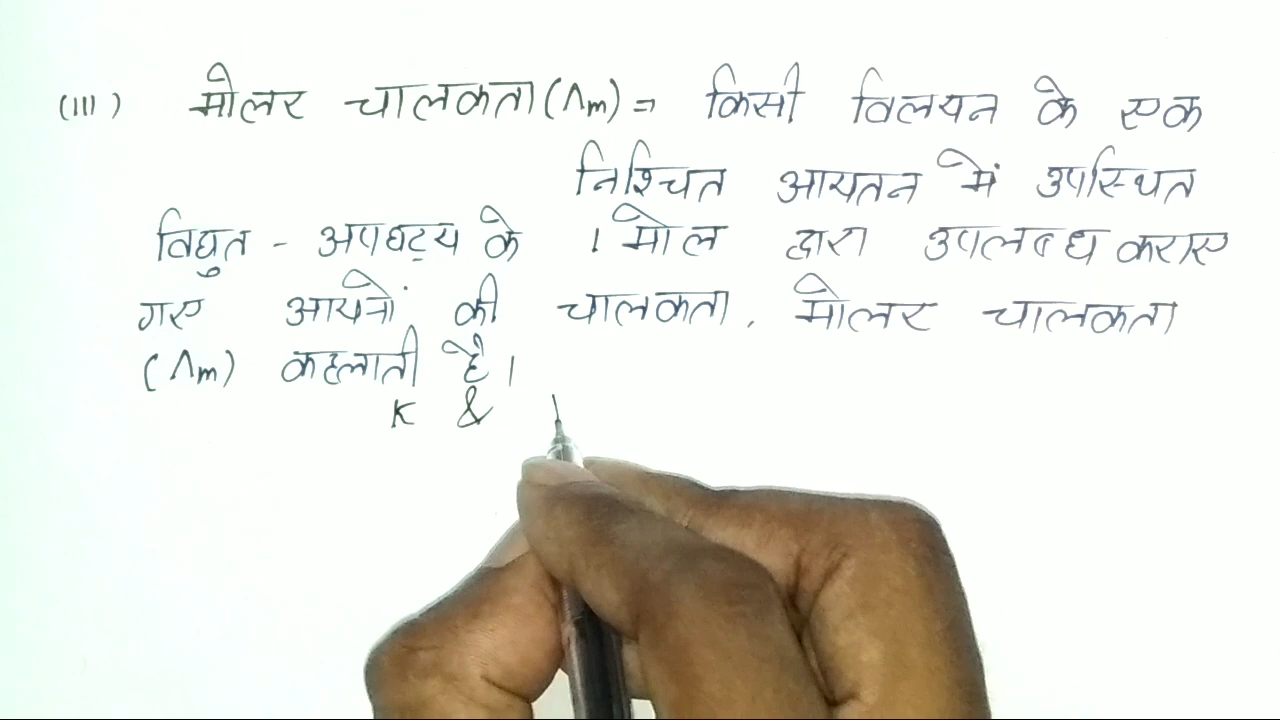 (III) मोलर चालकता (Λm) ⇒ किसी विलयन के एक
निश्चित आयतन में उपस्थित
विद्युत - अपघट्य के 1 मोल द्वारा उपलब्ध कराए
गए आयनों की चालकता, मोलर चालकता
(Λm) कहलाती है।
K &